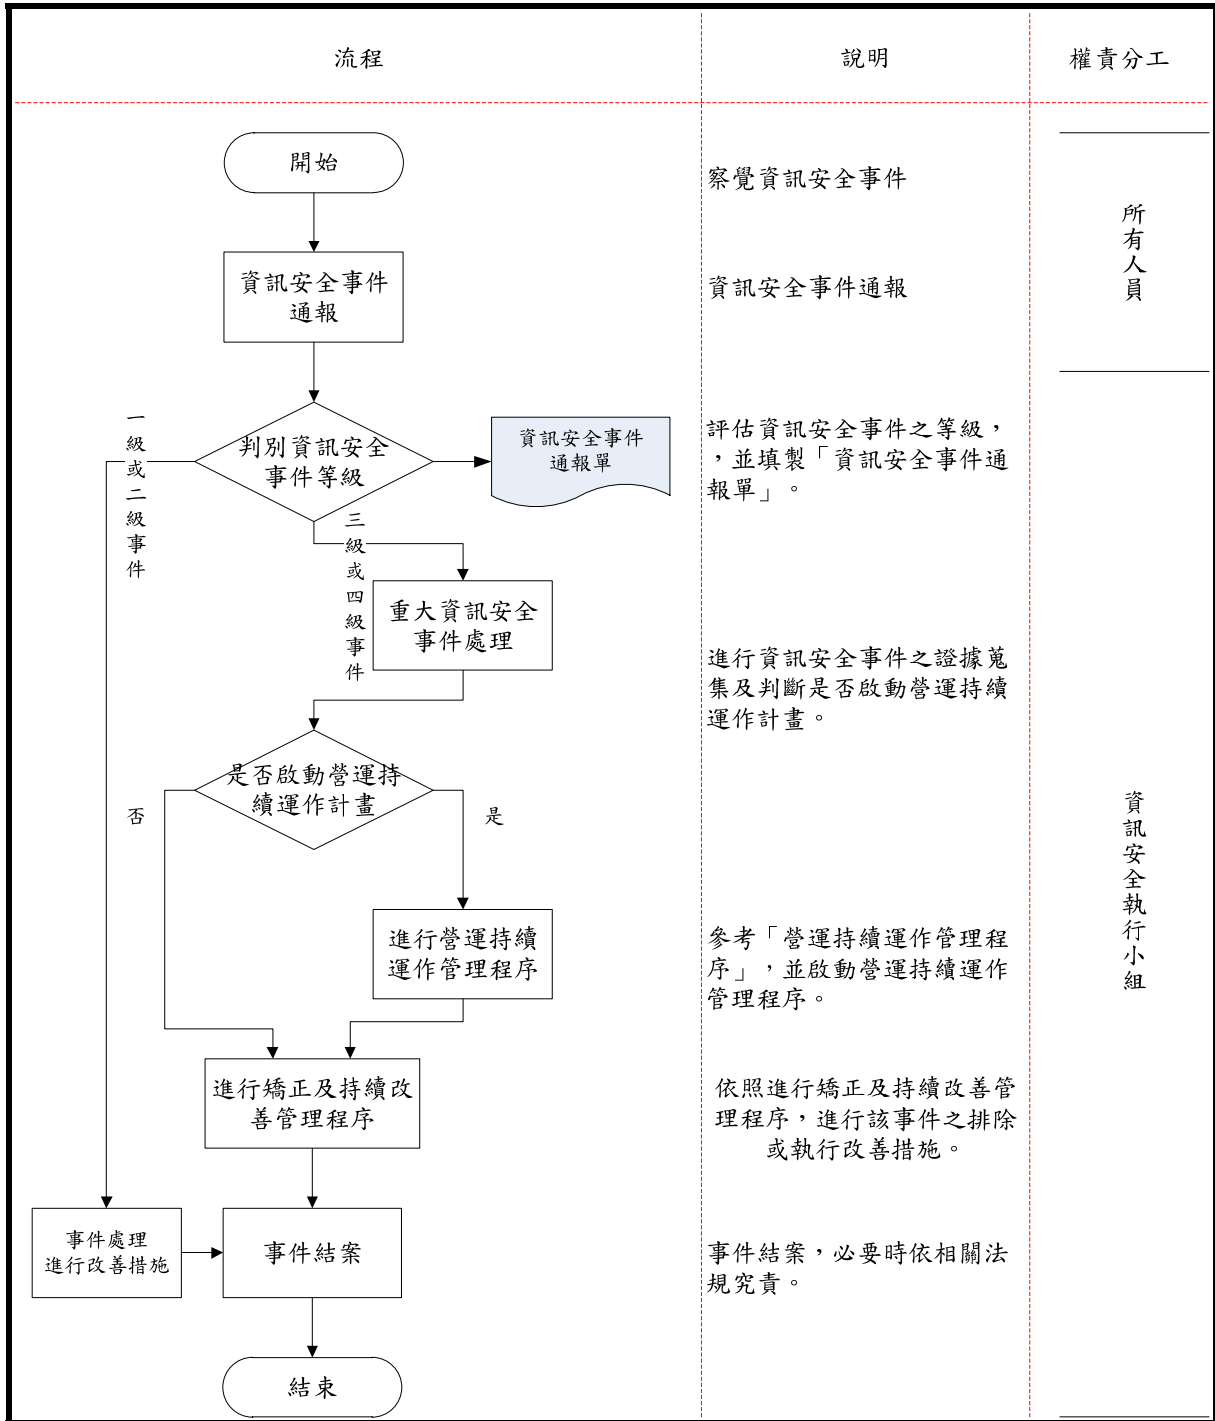 流程
說明
權責分工
開始
察覺資訊安全事件
所有人員
資訊安全事件
通報
資訊安全事件通報
判別資訊安全
事件等級
資訊安全事件
通報單
評估資訊安全事件之等級，
，並填製「資訊安全事件通
報單」。
一級或二級事件
三級或四級事件
重大資訊安全
事件處理
進行資訊安全事件之證據蒐
集及判斷是否啟動營運持續
運作計畫。
是否啟動營運持
續運作計畫
否
是
資訊安全執行小組
進行營運持續
運作管理程序
參考「營運持續運作管理程
序」，並啟動營運持續運作
管理程序。
進行矯正及持續改
善管理程序
依照進行矯正及持續改善管
理程序，進行該事件之排除
或執行改善措施。
事件處理
進行改善措施
事件結案
事件結案，必要時依相關法
規究責。
結束